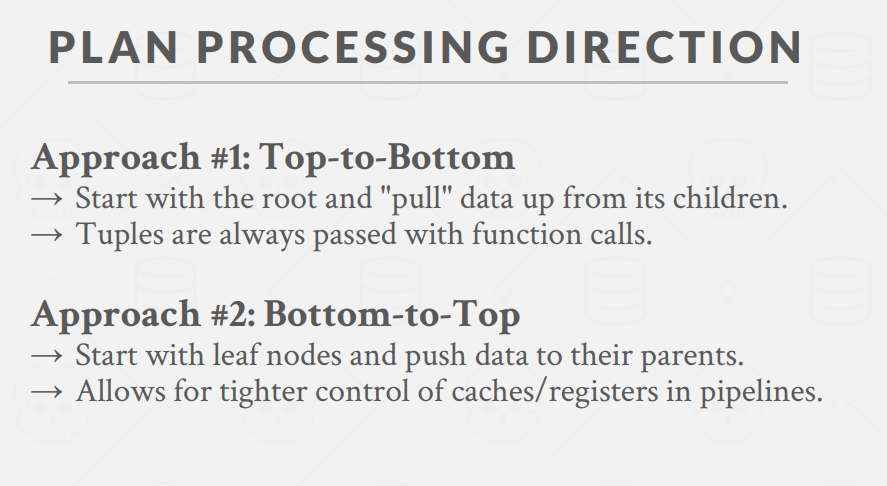 PLAN PROCESSING DIRECTION
Approach #1: Top-to-Bottom
→ Start with the root and "pull" data up from its children.
→ Tuples are always passed with function calls.
Approach #2: Bottom-to-Top
→ Start with leaf nodes and push data to their parents.
→ Allows for tighter control of caches/registers in pipelines.